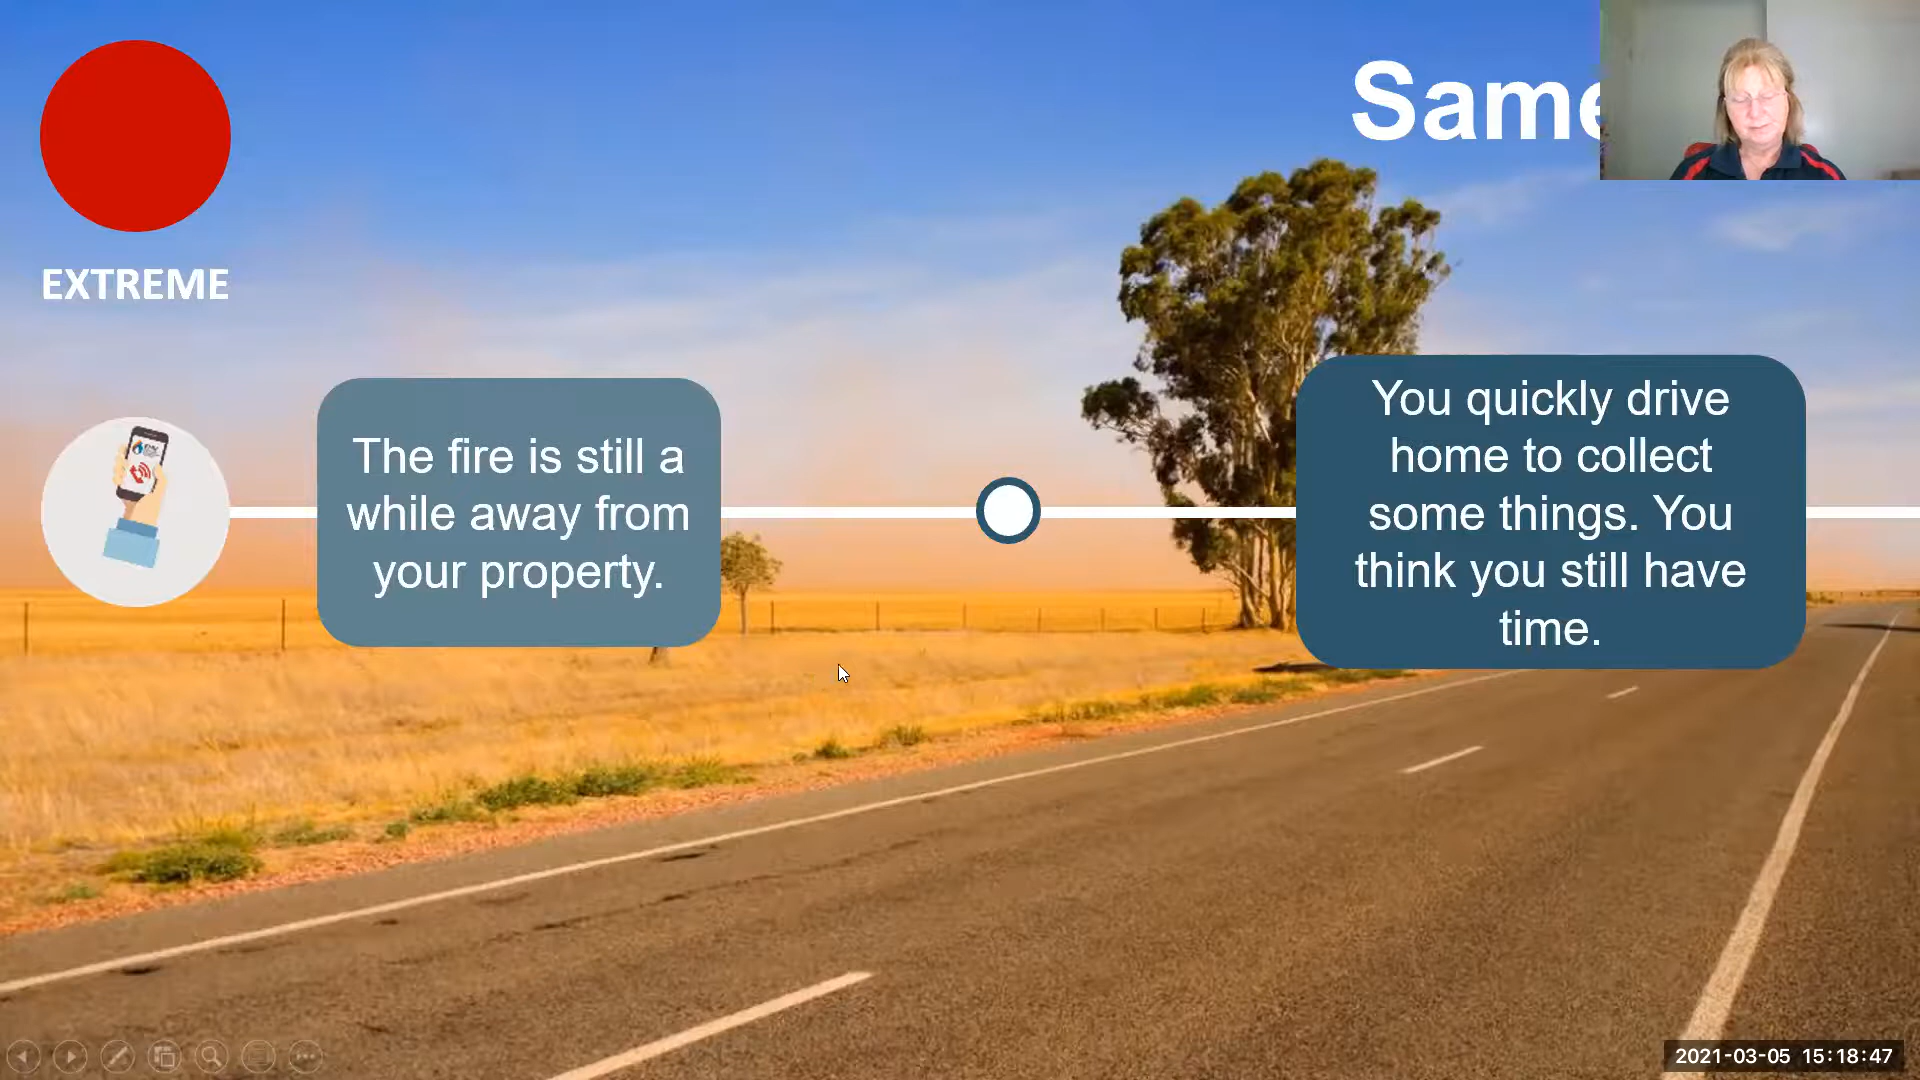 Same
EXTREME
The fire is still a
while away from
your property.
You quickly drive
home to collect
some things. You
think you still have
time.
2021-03-05 15:18:47